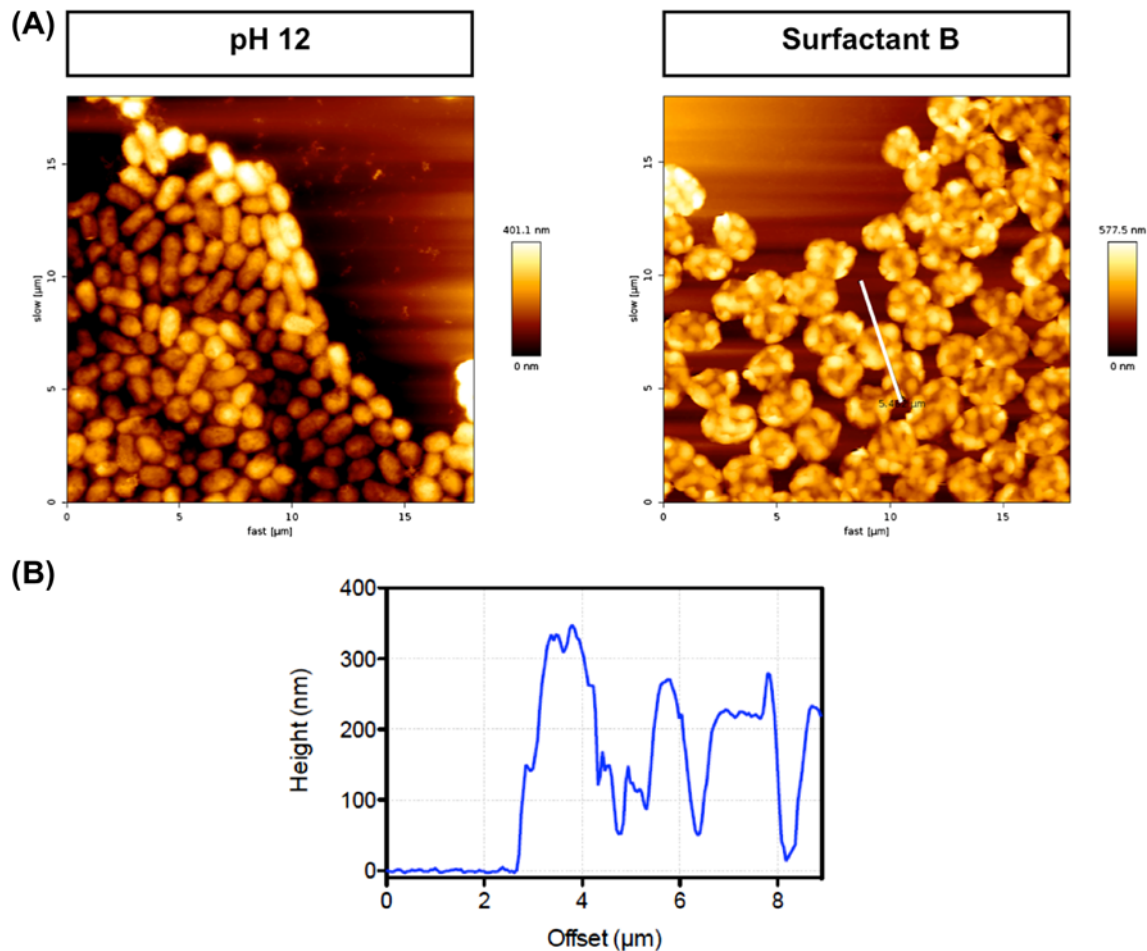 (A)
pH 12
Surfactant B
15
10
5
0
slow [µm]
0
5
10
15
fast [µm]
401.1 nm
0 nm
15
10
5
0
slow [µm]
0
5
10
15
fast [µm]
577.5 nm
0 nm
(B)
400
300
200
100
0
Height (nm)
0
2
4
6
8
Offset (µm)